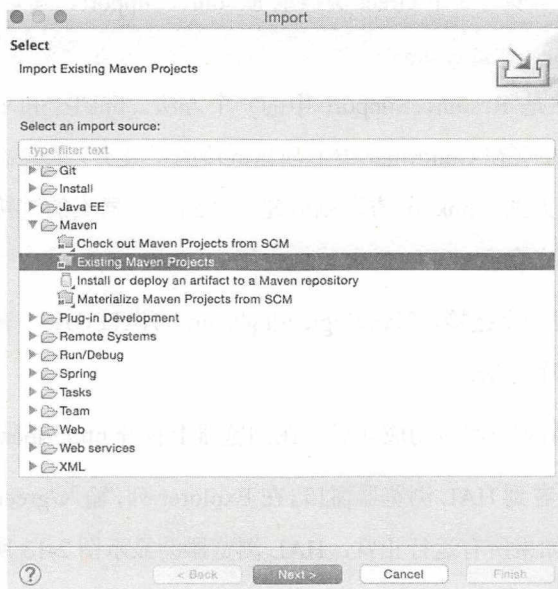 Import
Select
Import Existing Maven Projects
Select an import source:
type filter text
Git
Install
Java EE
Maven
Check out Maven Projects from SCM
Existing Maven Projects
Install or deploy an artifact to a Maven repository
Materialize Maven Projects from SCM
Plug-in Development
Remote Systems
Run/Debug
Spring
Tasks
Team
Web
Web services
XML
?
< Back
Next >
Cancel
Finish